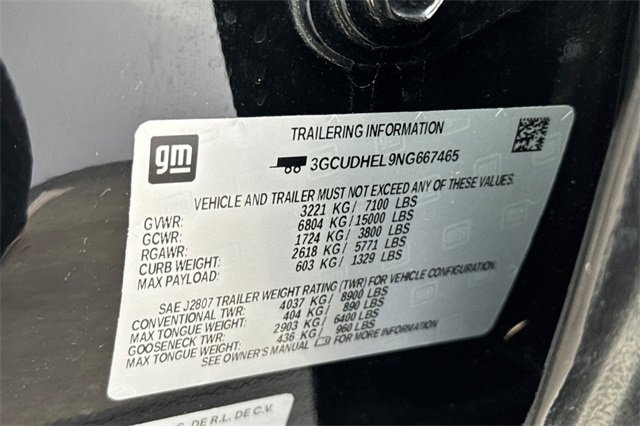 gm
TRAILERING INFORMATION
3GCUDHEL9NG667465
VEHICLE AND TRAILER MUST NOT EXCEED ANY OF THESE VALUES.
GVWR: 3221 KG / 7100 LBS
GCWR: 6804 KG / 15000 LBS
RGAWR: 1724 KG / 3800 LBS
CURB WEIGHT: 2618 KG / 5771 LBS
MAX PAYLOAD: 603 KG / 1329 LBS
SAE J2807 TRAILER WEIGHT RATING (TWR) FOR VEHICLE CONFIGURATION.
CONVENTIONAL TWR: 4037 KG / 8900 LBS
MAX TONGUE WEIGHT: 404 KG / 890 LBS
GOOSENECK TWR: 2903 KG / 6400 LBS
MAX TONGUE WEIGHT: 436 KG / 960 LBS
SEE OWNER'S MANUAL FOR MORE INFORMATION
DE R.L. DE C.V.